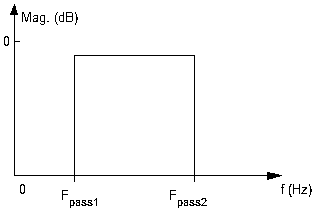 Mag. (dB)
0
0
Fpass1
Fpass2
f (Hz)